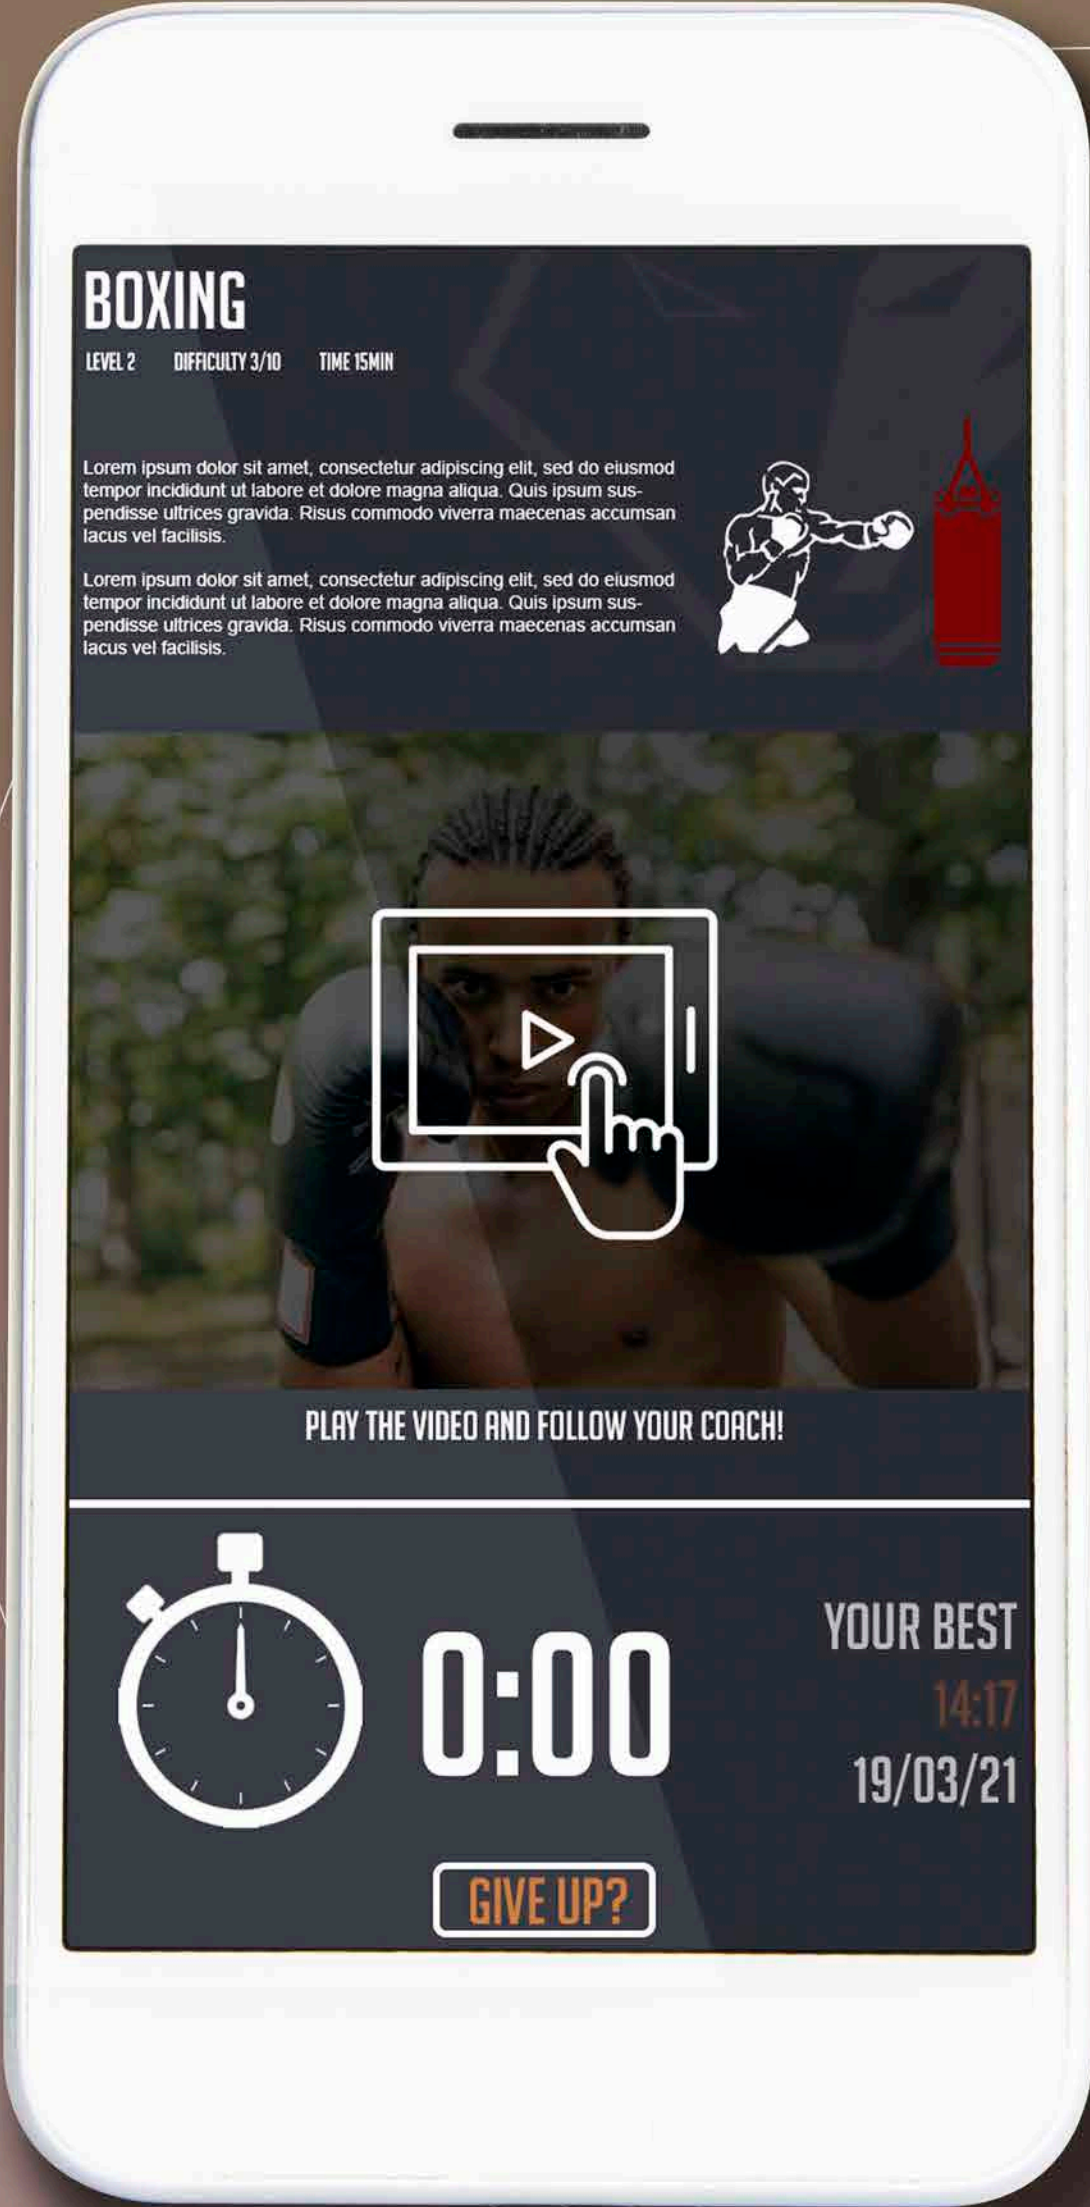 BOXING
LEVEL 2 DIFFICULTY 3/10 TIME 15MIN
Lorem ipsum dolor sit amet, consectetur adipiscing elit, sed do eiusmod
tempor incididunt ut labore et dolore magna aliqua. Quis ipsum sus-
pendisse ultrices gravida. Risus commodo viverra maecenas accumsan
lacus vel facilisis.
Lorem ipsum dolor sit amet, consectetur adipiscing elit, sed do eiusmod
tempor incididunt ut labore et dolore magna aliqua. Quis ipsum sus-
pendisse ultrices gravida. Risus commodo viverra maecenas accumsan
lacus vel facilisis.
PLAY THE VIDEO AND FOLLOW YOUR COACH!
0:00
YOUR BEST
14:17
19/03/21
GIVE UP?